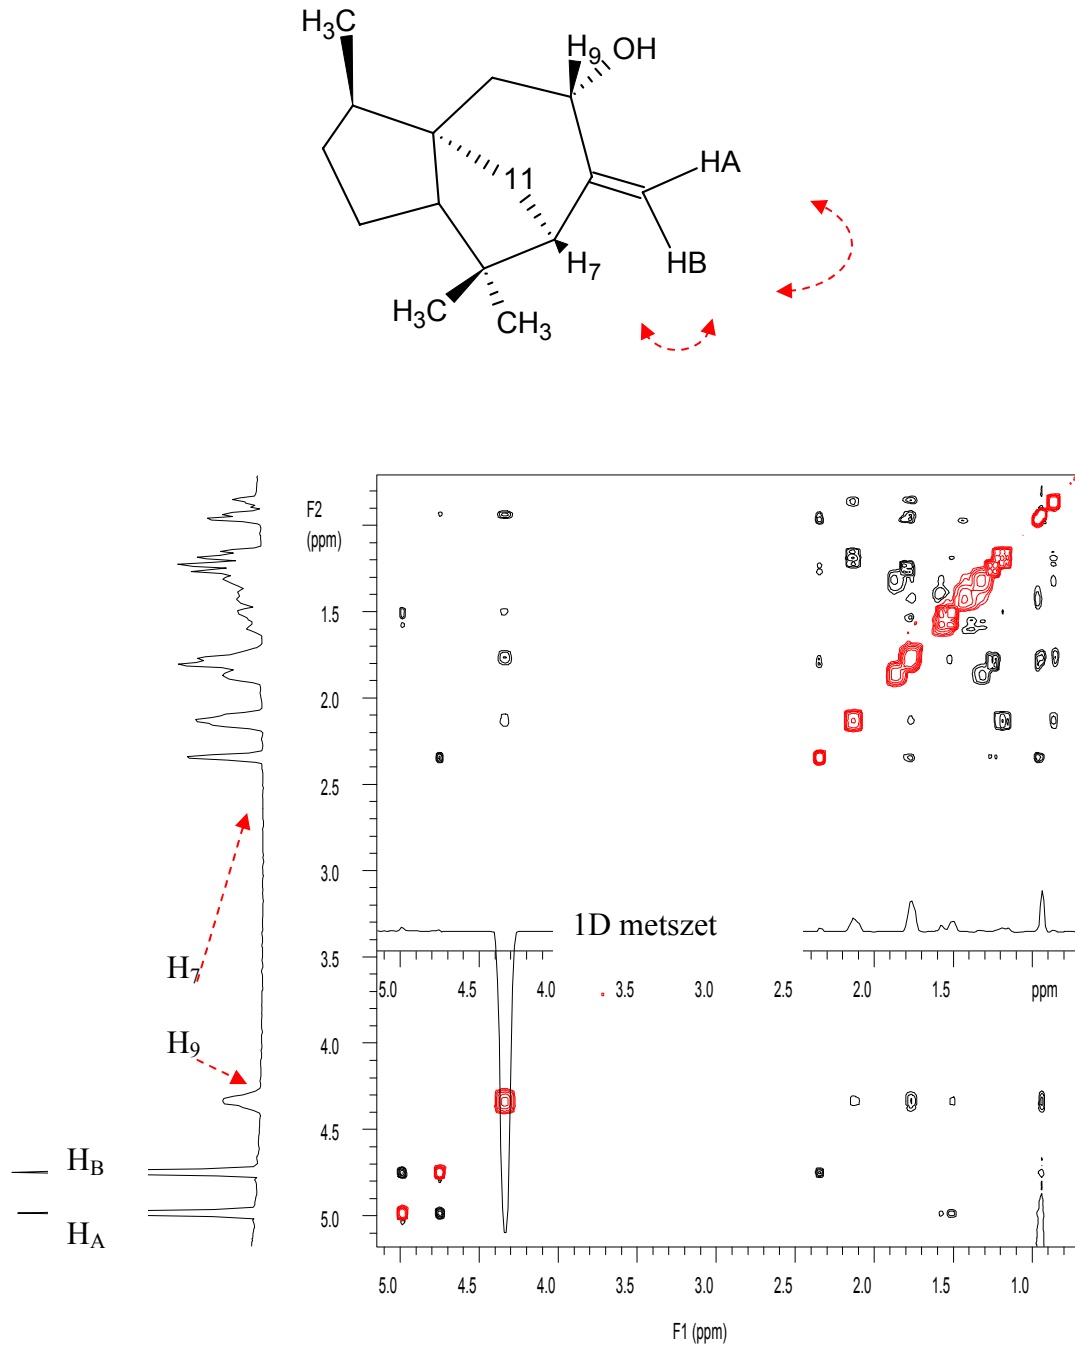 H3C
H9 OH
11
HA
H7
HB
H3C
CH3
F2
(ppm)
1.5
2.0
2.5
3.0
3.5
4.0
4.5
5.0
1D metszet
5.0 4.5 4.0 3.5 3.0 2.5 2.0 1.5 ppm
H7
H9
HB
HA
5.0 4.5 4.0 3.5 3.0 2.5 2.0 1.5 1.0
F1 (ppm)